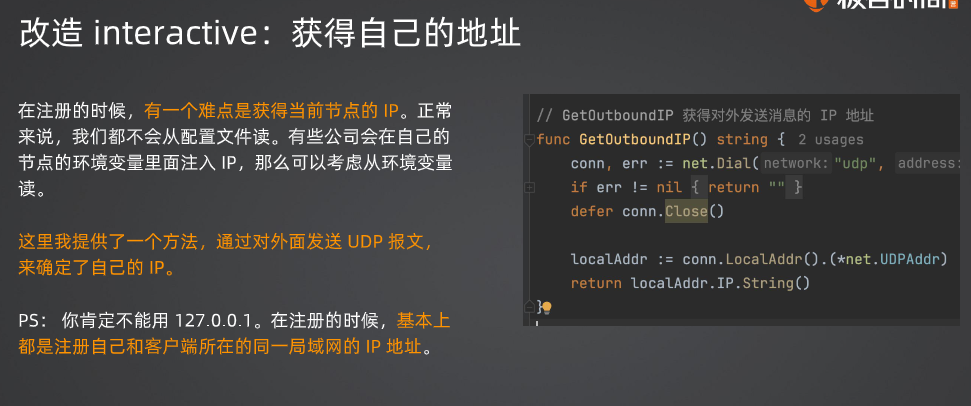 改造 interactive：获得自己的地址
在注册的时候，有一个难点是获得当前节点的 IP。正常
来说，我们都不会从配置文件读。有些公司会在自己的
节点的环境变量里面注入 IP，那么可以考虑从环境变量
读。
这里我提供了一个方法，通过对外面发送 UDP 报文，
来确定了自己的 IP。
PS： 你肯定不能用 127.0.0.1。在注册的时候，基本上
都是注册自己和客户端所在的同一局域网的 IP 地址。
// GetOutboundIP 获得对外发送消息的 IP 地址
func GetOutboundIP() string { 2 usages
conn, err := net.Dial( network: "udp", address:
if err != nil { return "" }
defer conn.Close()
localAddr := conn.LocalAddr().(*net.UDPAddr)
return localAddr.IP.String()
}